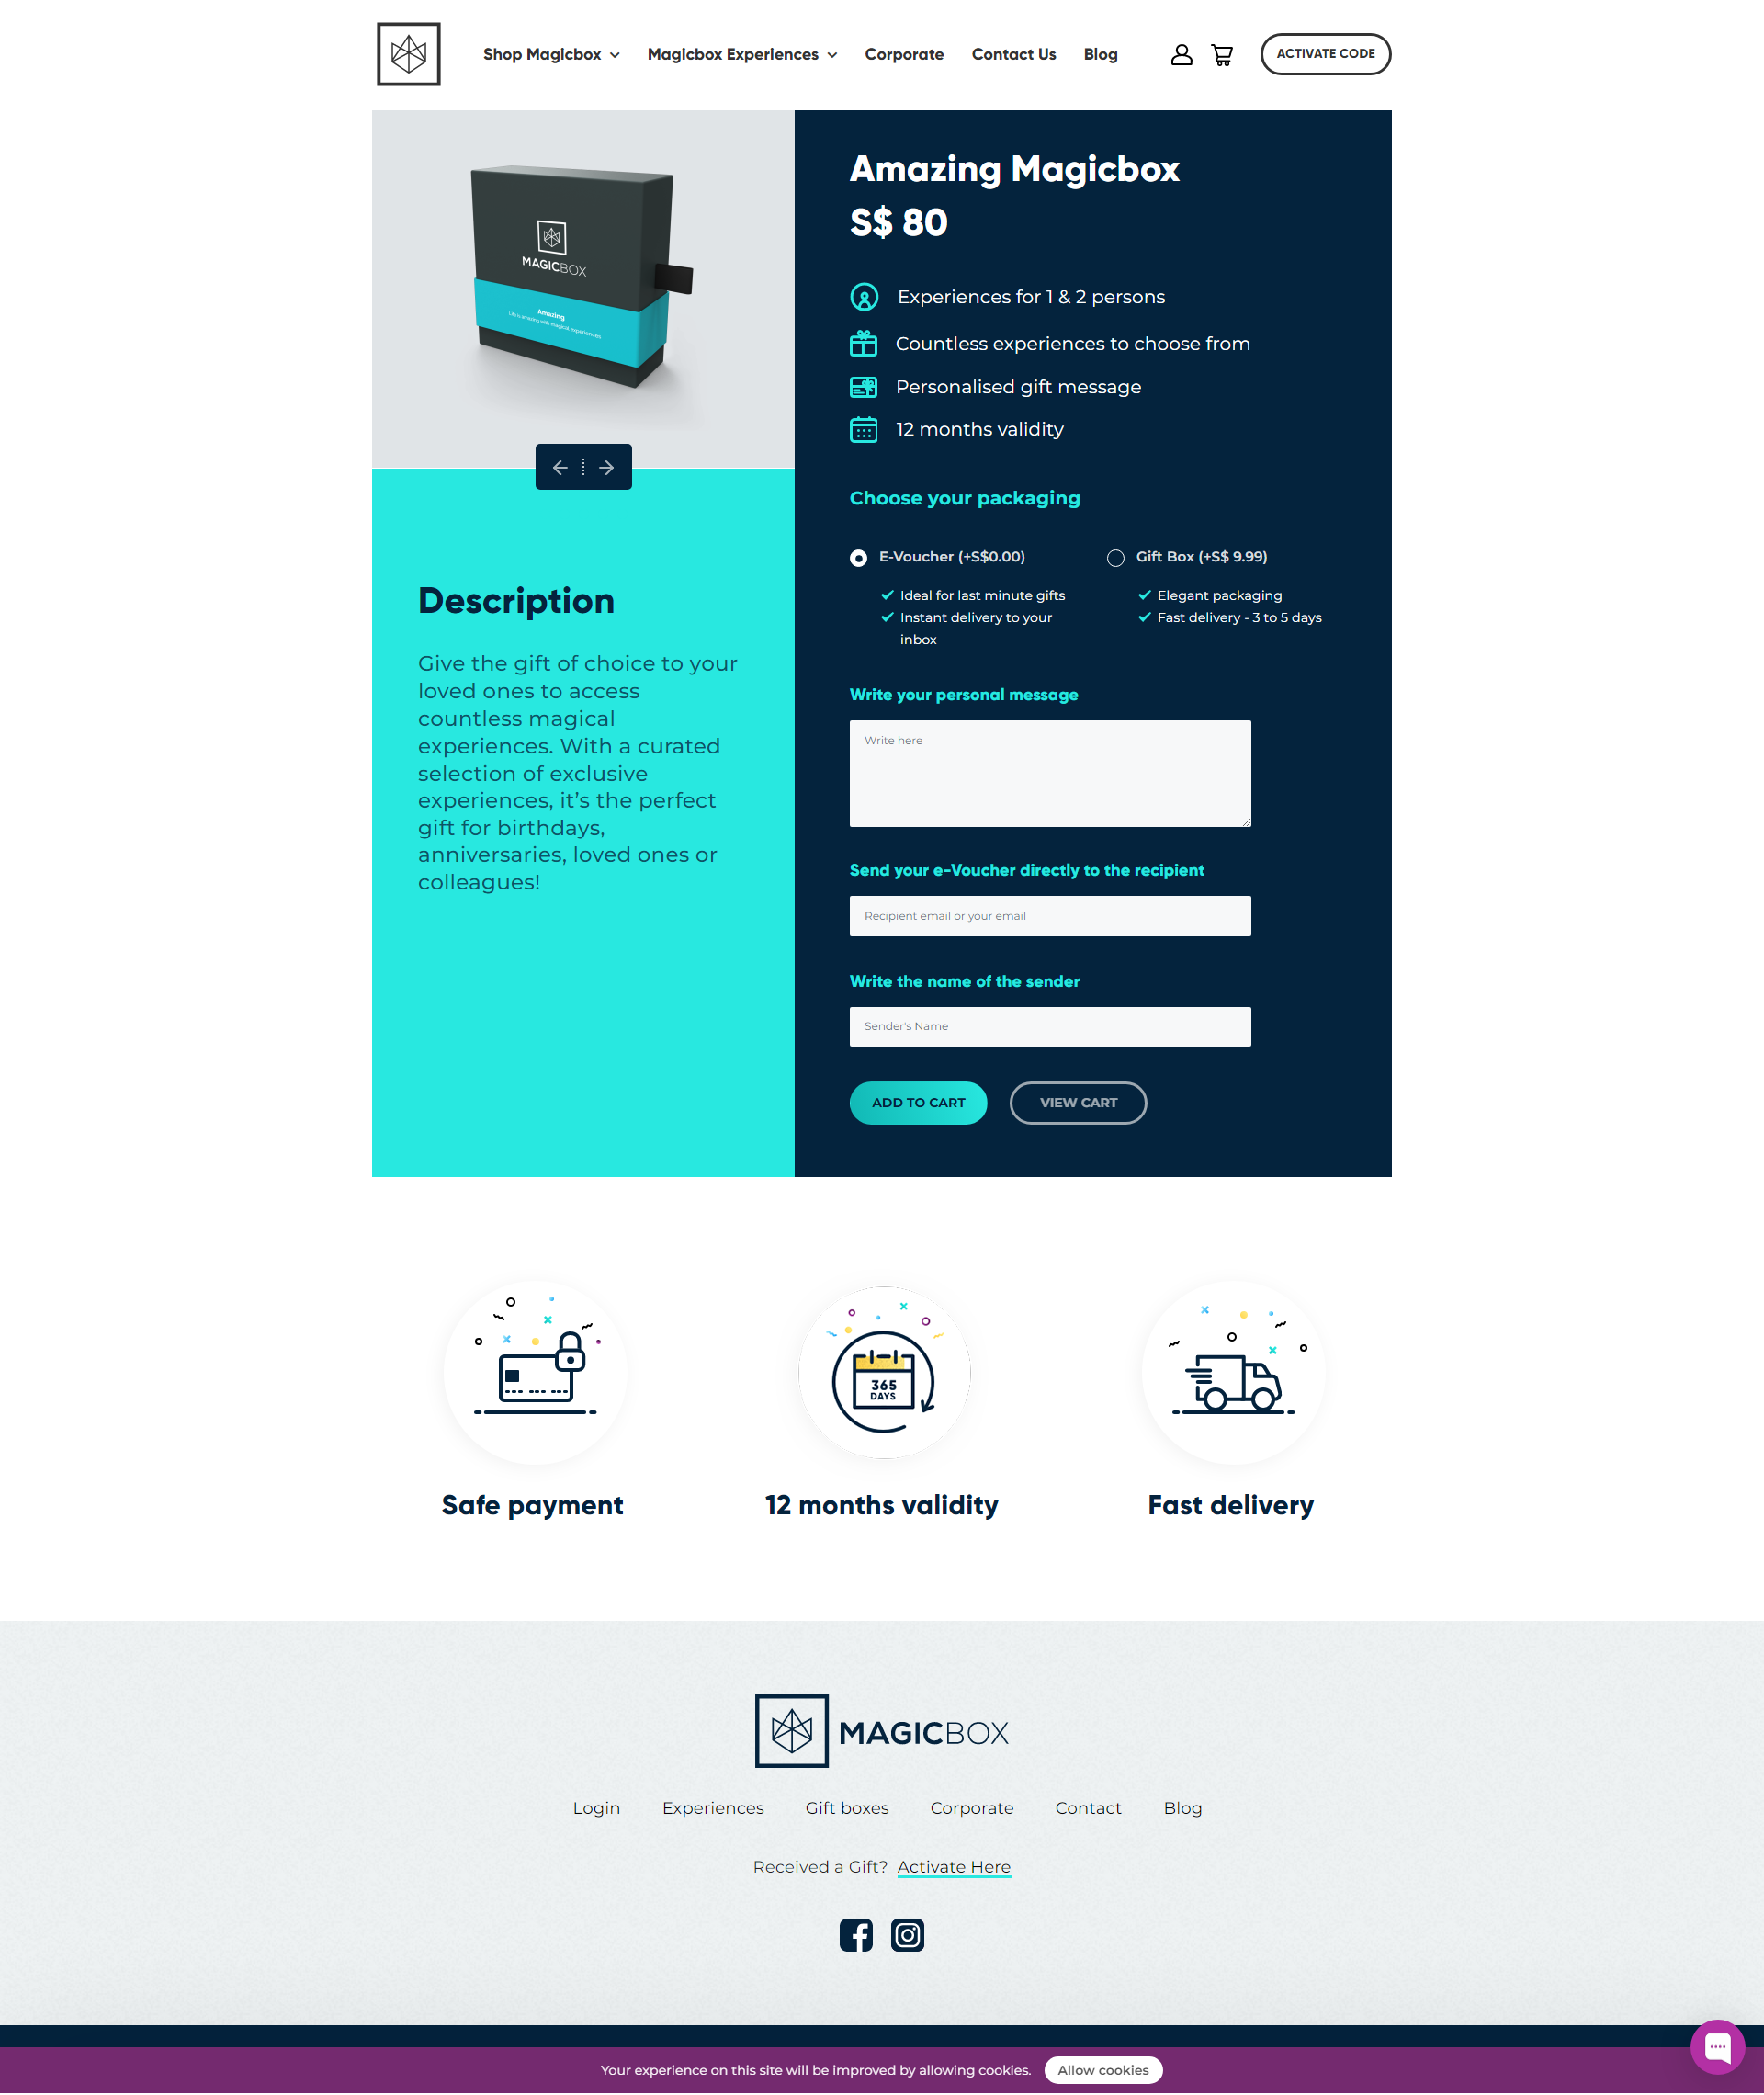 Shop Magicbox
Magicbox Experiences
Corporate
Contact Us
Blog
ACTIVATE CODE
MAGICBOX
Amazing
Life is amazing with magical experiences
Amazing Magicbox
S$ 80
Experiences for 1 & 2 persons
Countless experiences to choose from
Personalised gift message
12 months validity
Choose your packaging
E-Voucher (+S$0.00)
Ideal for last minute gifts
Instant delivery to your
inbox
Gift Box (+S$ 9.99)
Elegant packaging
Fast delivery - 3 to 5 days
Write your personal message
Write here
Send your e-Voucher directly to the recipient
Recipient email or your email
Write the name of the sender
Sender's Name
ADD TO CART
VIEW CART
Description
Give the gift of choice to your
loved ones to access
countless magical
experiences. With a curated
selection of exclusive
experiences, it’s the perfect
gift for birthdays,
anniversaries, loved ones or
colleagues!
365
DAYS
Safe payment
12 months validity
Fast delivery
MAGICBOX
Login
Experiences
Gift boxes
Corporate
Contact
Blog
Received a Gift? Activate Here
Your experience on this site will be improved by allowing cookies.
Allow cookies